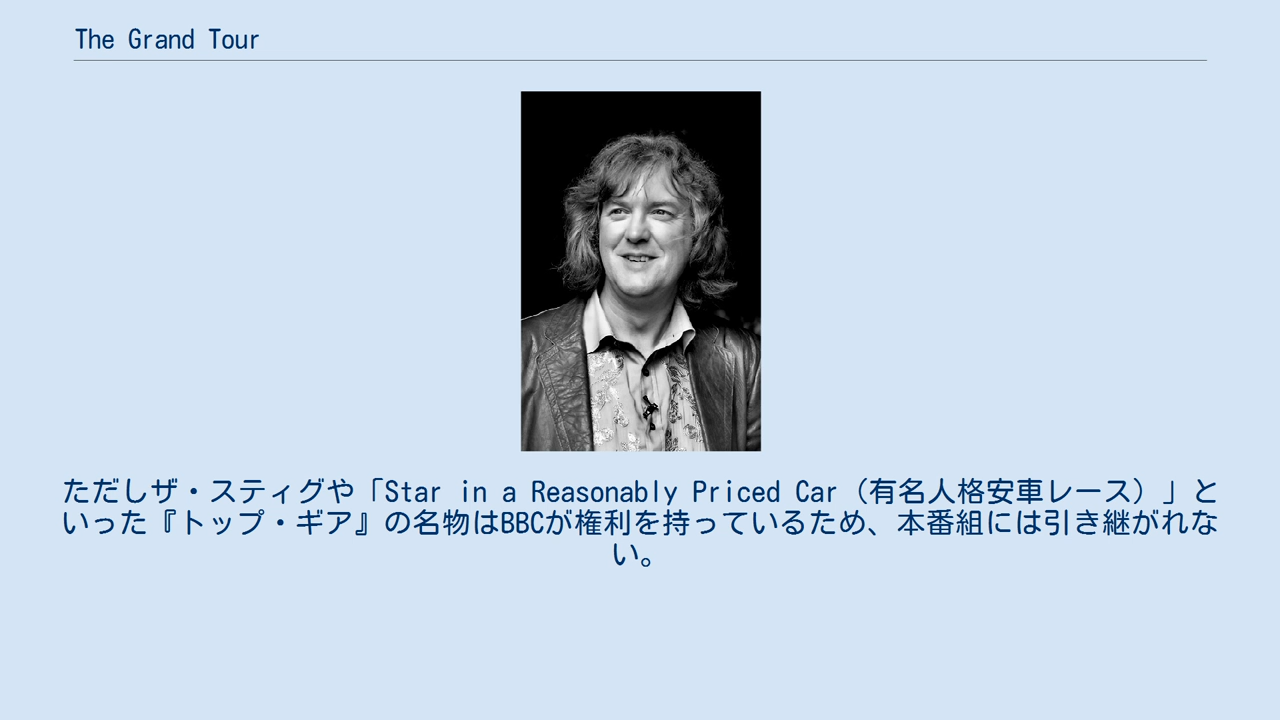 The Grand Tour
ただしザ・スティグや「Star in a Reasonably Priced Car（有名人格安車レース）」と
いった『トップ・ギア』の名物はBBCが権利を持っているため、本番組には引き継がれな
い。